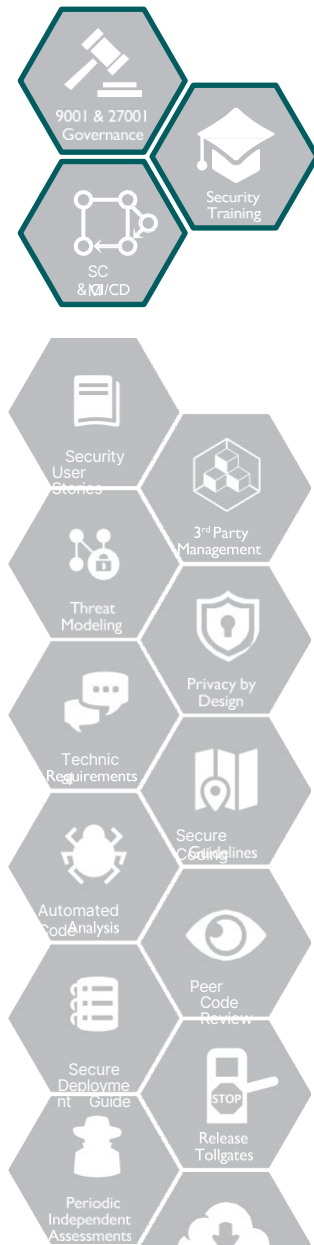 9001 & 27001
Governance
Security
Training
SC
M
& CI/CD
Security
User
Stories
3rd Party
Management
Threat
Modeling
Privacy by
Design
Technic
al
Requirements
Secure
Coding
Guidelines
Automated
Code
Analysis
Peer
Code
Review
Secure
Deployme
nt Guide
STOP
Release
Tollgates
Periodic
Independent
Assessments